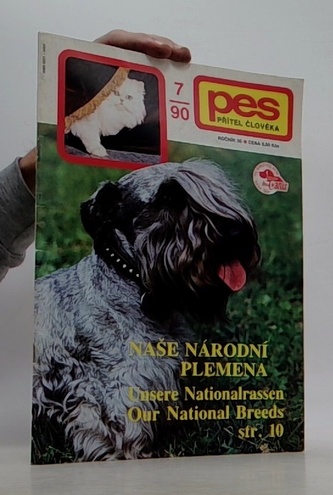 7
90
pes
PŘÍTEL ČLOVĚKA
NAŠE NÁRODNÍ
PLEMENA
Unsere Nationalrassen
Our National Breeds
str. 10